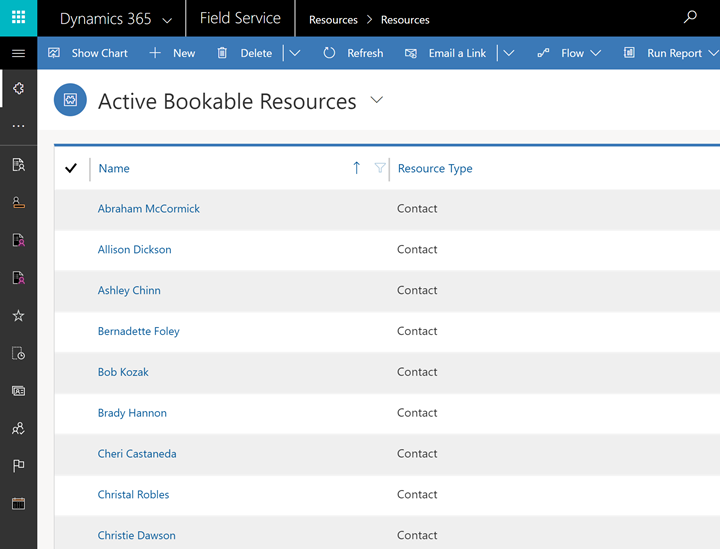 Dynamics 365 Field Service Resources > Resources
Show Chart New Delete Refresh Email a Link Flow Run Report
Active Bookable Resources
Name Resource Type
Abraham McCormick Contact
Allison Dickson Contact
Ashley Chinn Contact
Bernadette Foley Contact
Bob Kozak Contact
Brady Hannon Contact
Cheri Castaneda Contact
Christal Robles Contact
Christie Dawson Contact